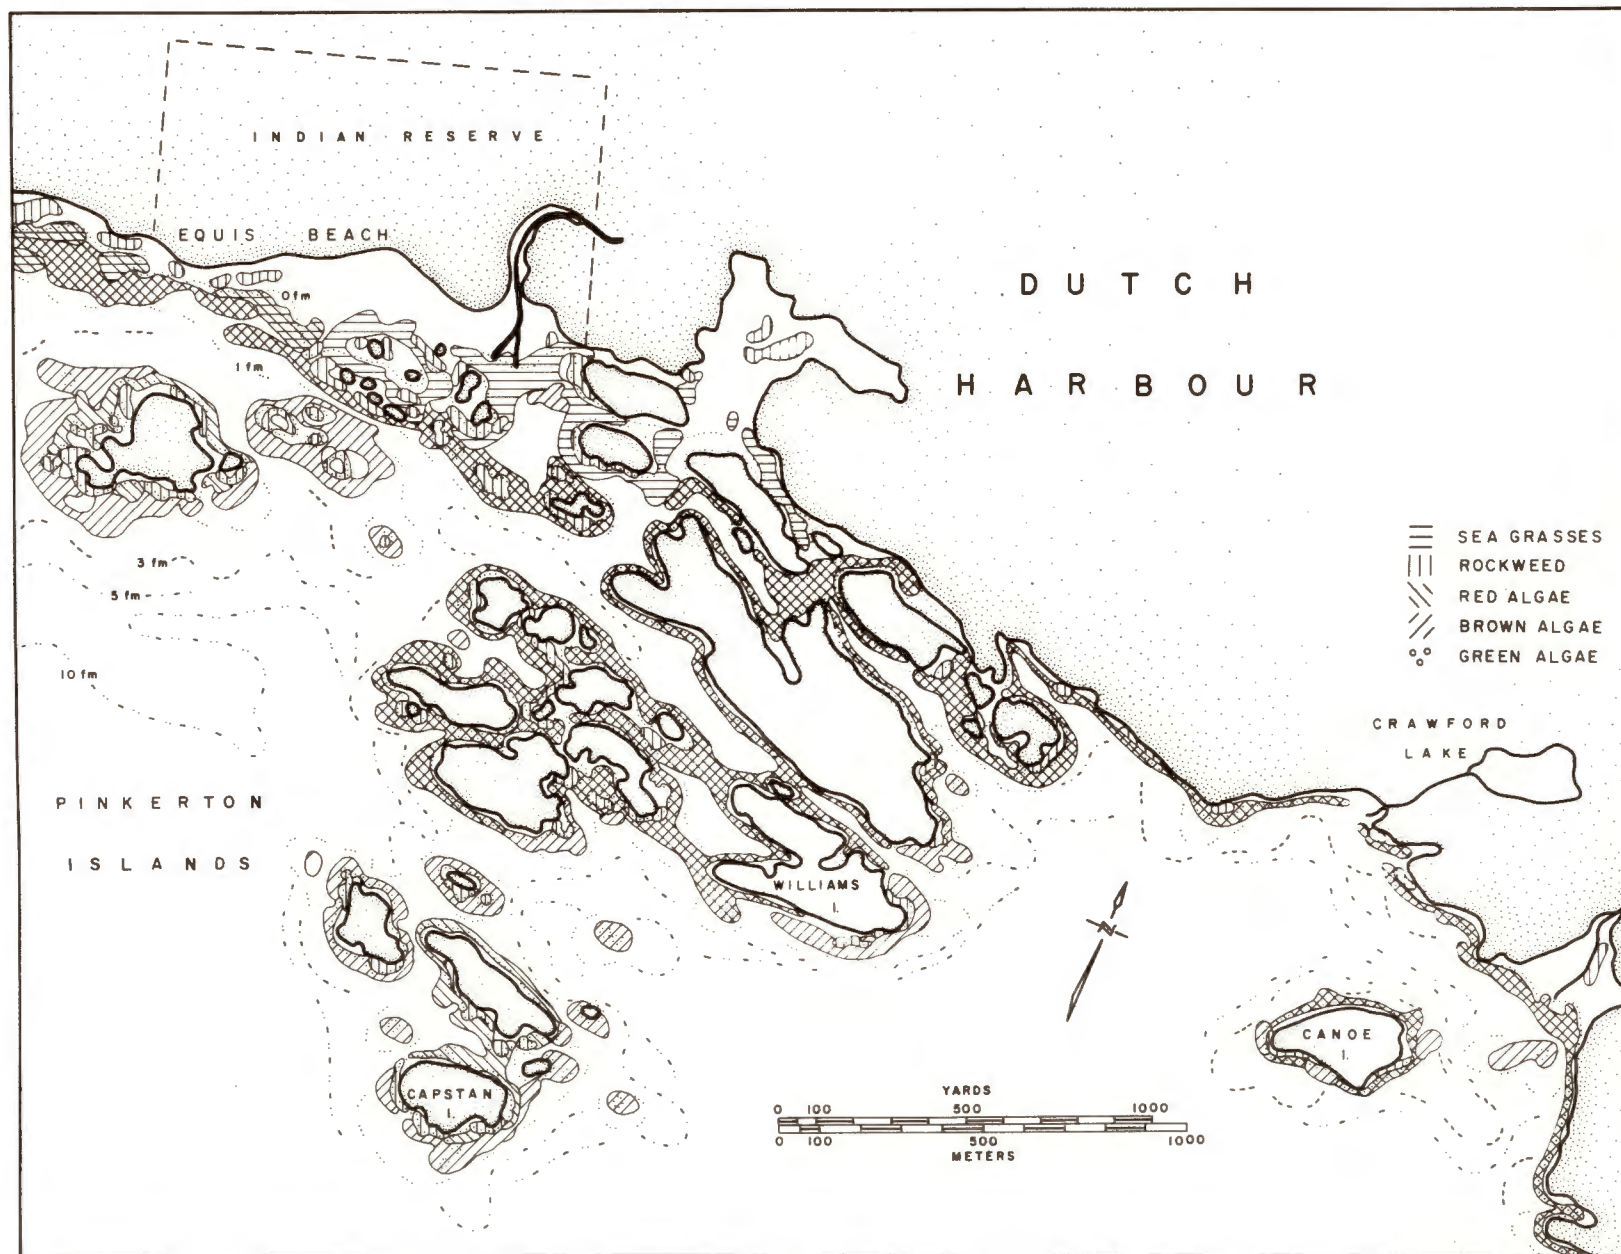 INDIAN RESERVE
EQUIS BEACH
0 fm
1 fm
DUTCH
HARBOUR
3 fm
5 fm
10 fm
SEA GRASSES
ROCKWEED
RED ALGAE
BROWN ALGAE
GREEN ALGAE
CRAWFORD
LAKE
PINKERTON
ISLANDS
WILLIAMS
I.
N
CANOE
I.
CAPSTAN
I.
YARDS
0 100 500 1000
0 100 500 1000
METERS